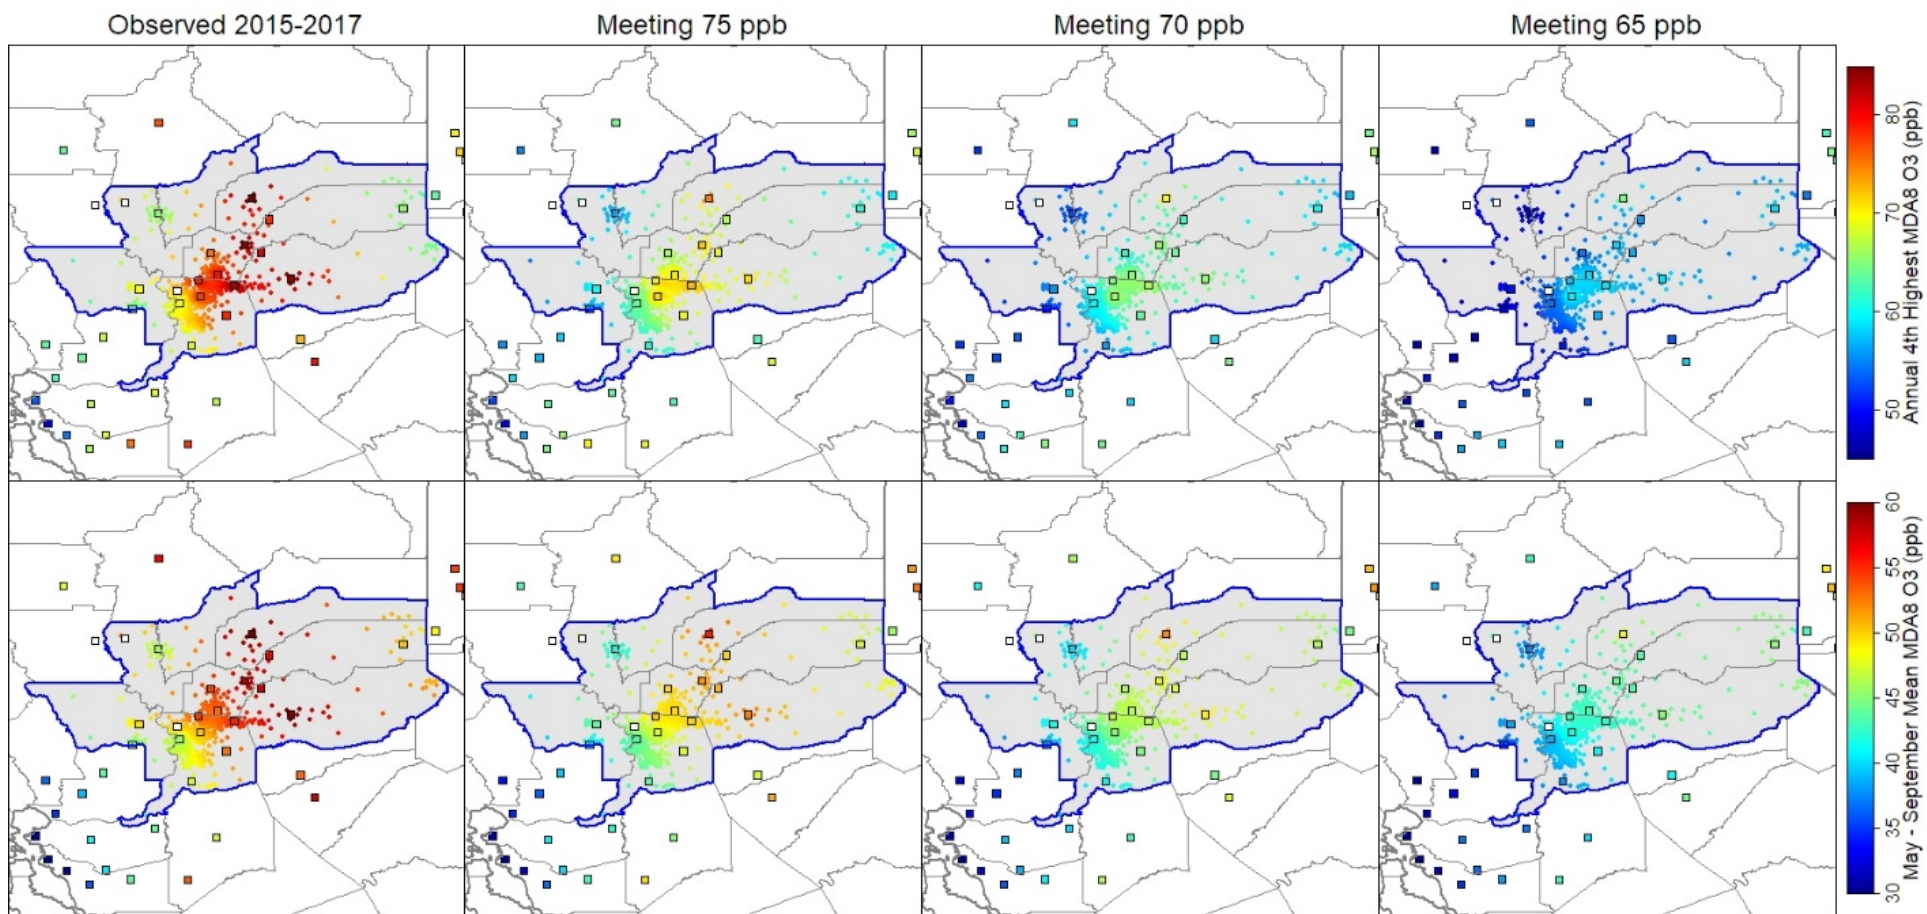 Observed 2015-2017
Meeting 75 ppb
Meeting 70 ppb
Meeting 65 ppb
50 60 70 80
Annual 4th Highest MDA8 O3 (ppb)
30 35 40 45 50 55 60
May - September Mean MDA8 O3 (ppb)